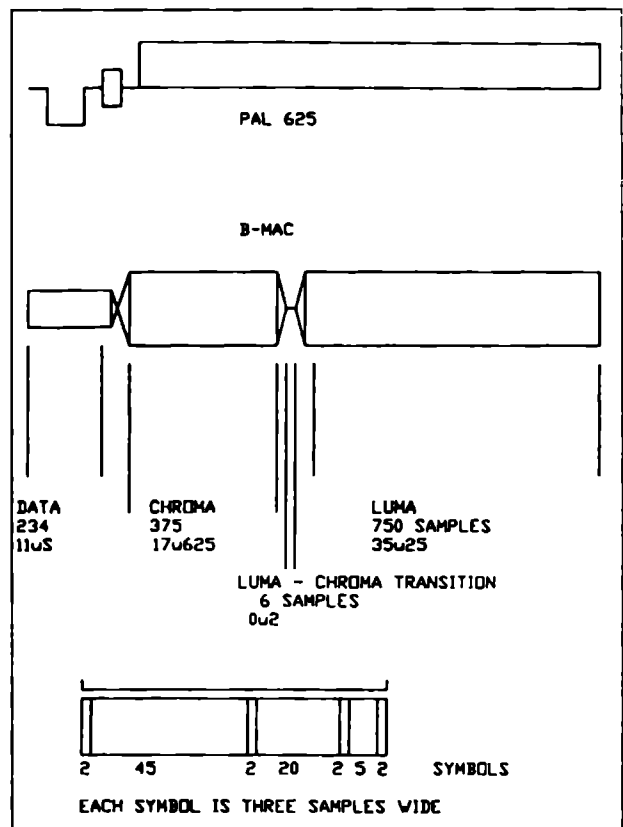 PAL 625
B-MAC
DATA CHROMA LUMA
234 375 750 SAMPLES
11uS 17u625 35u25
LUMA - CHROMA TRANSITION
6 SAMPLES
0u2
2 45 2 20 2 5 2 SYMBOLS
EACH SYMBOL IS THREE SAMPLES WIDE